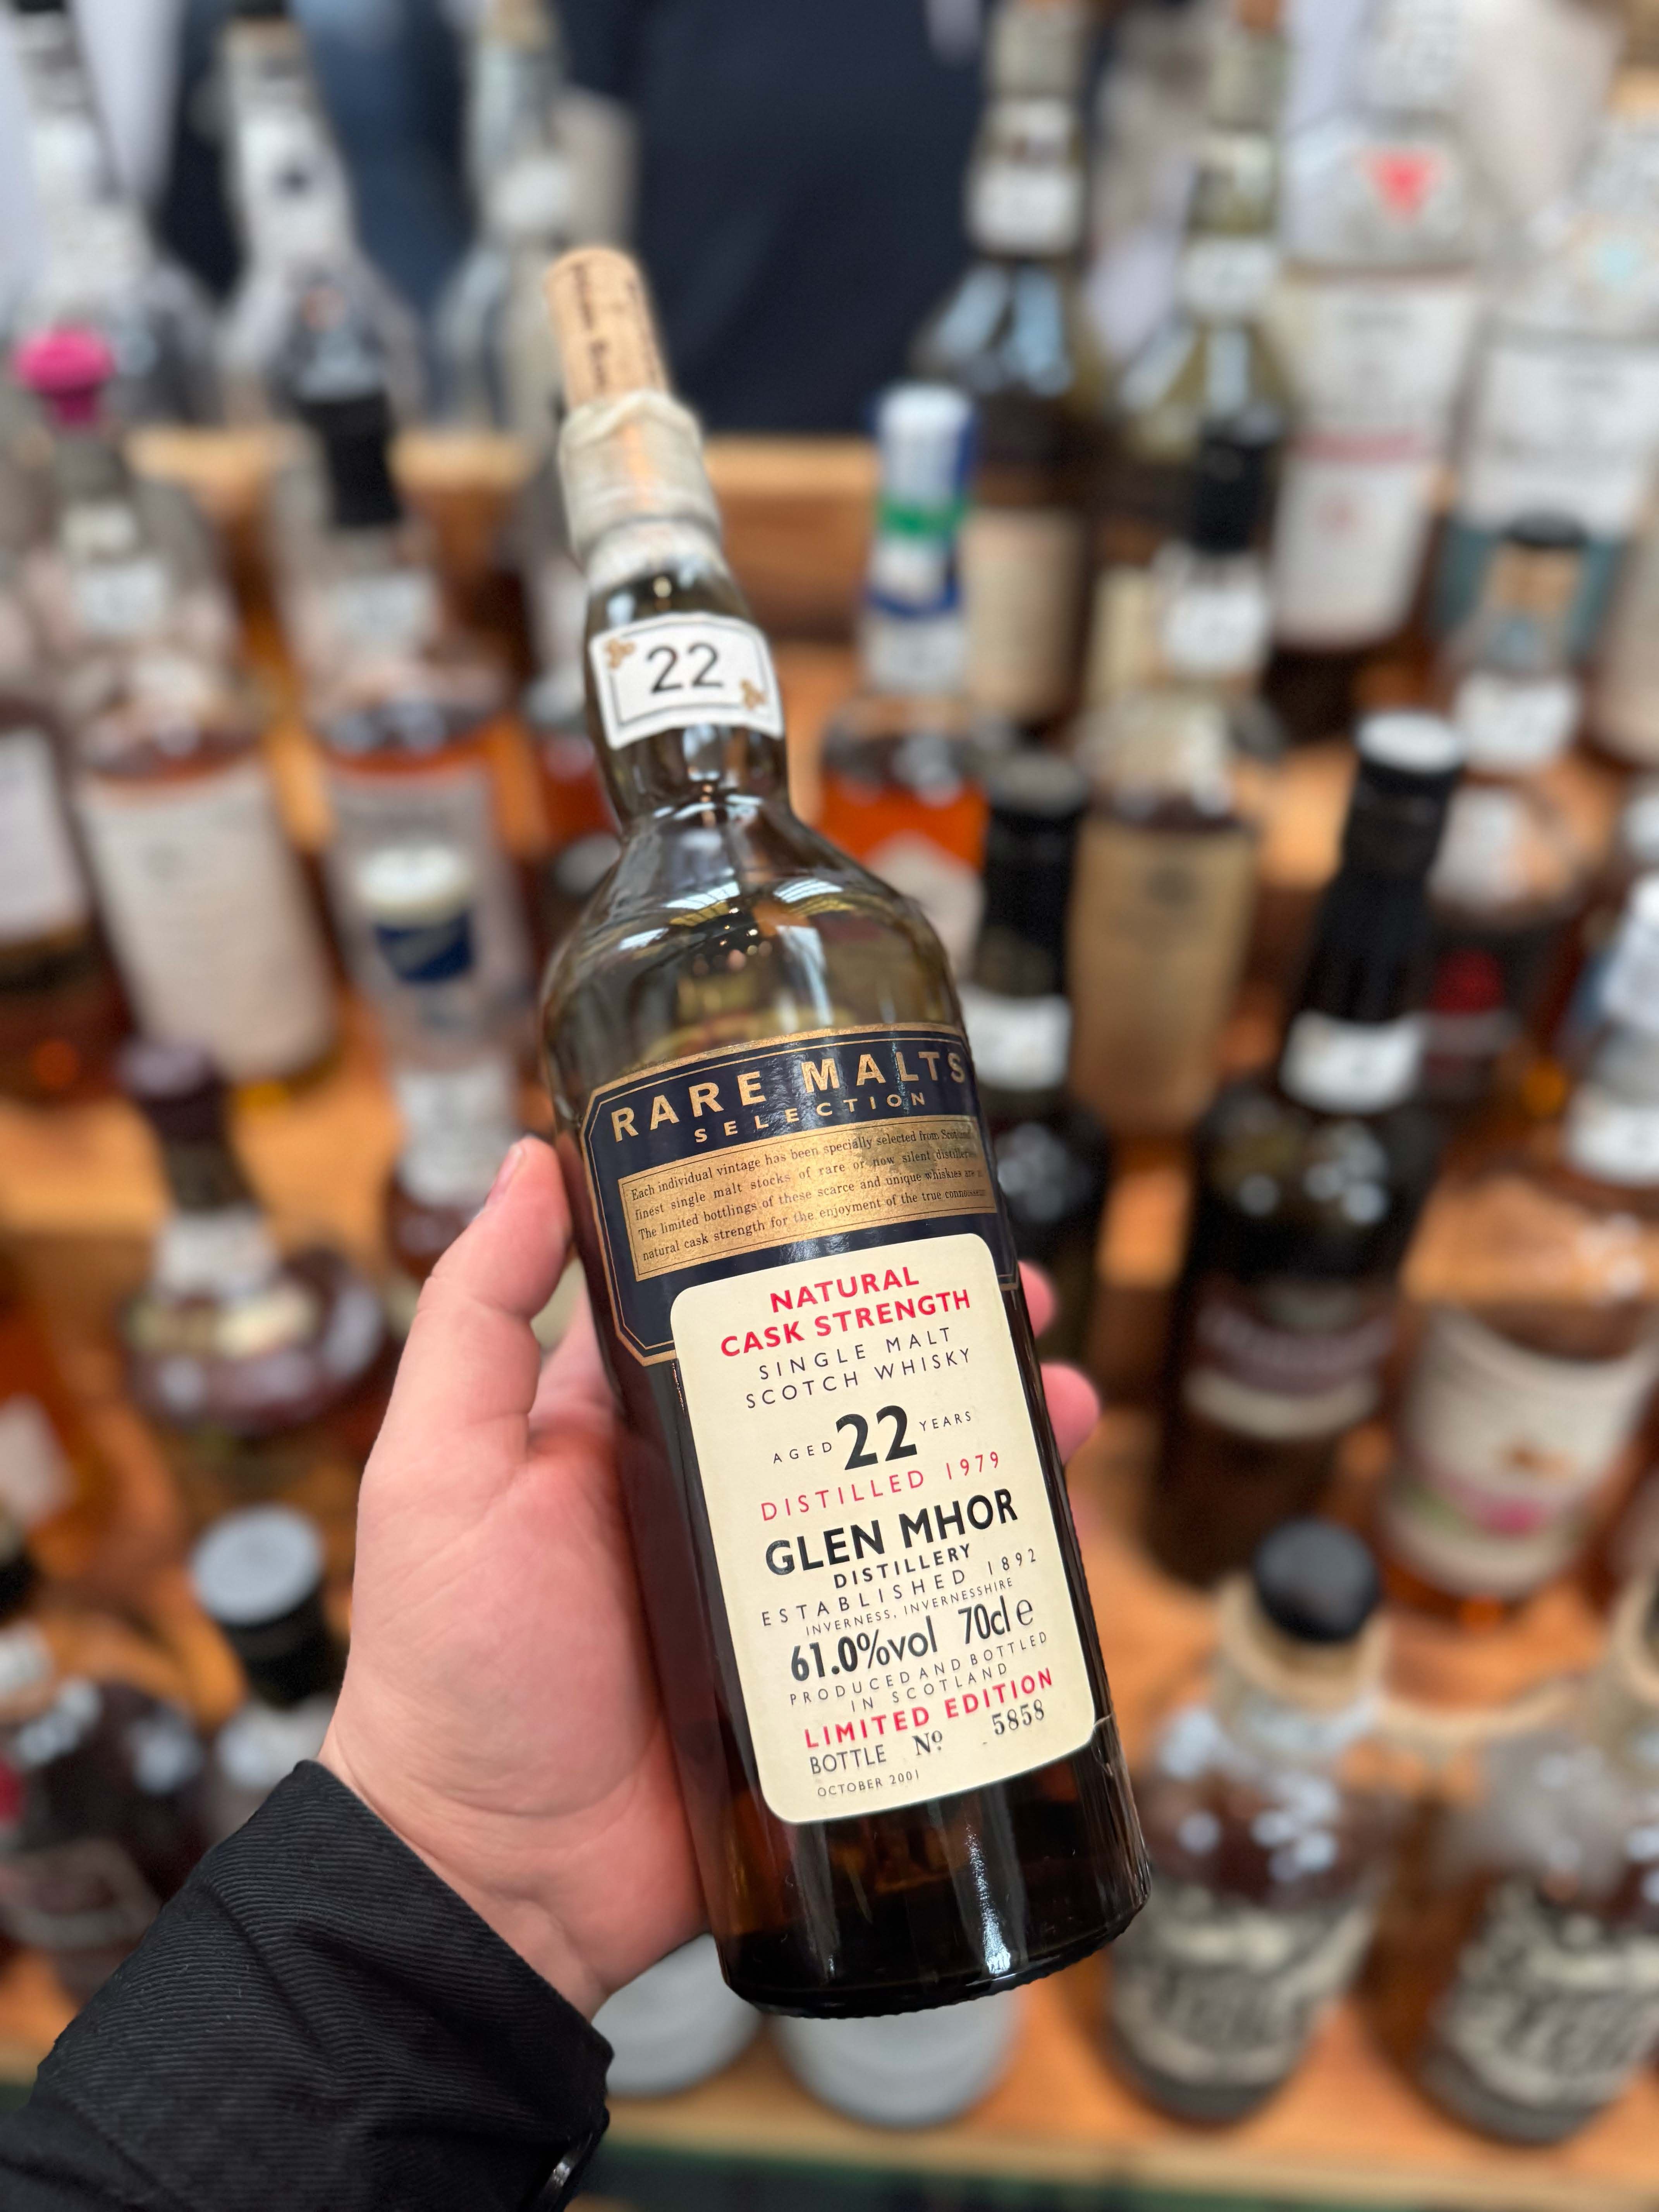 22
RARE MALTS
SELECTION
Each individual vintage has been specially selected from Scotland
finest single malt stocks of rare or now silent distilleries
The limited bottlings of these scarce and unique whiskies are
natural cask strength for the enjoyment of the true
NATURAL
CASK STRENGTH
SINGLE MALT
SCOTCH WHISKY
AGED 22 YEARS
DISTILLED 1979
GLEN MHOR
DISTILLERY
ESTABLISHED 1892
INVERNESS, INVERNESSHIRE
61.0%vol 70cl e
PRODUCED AND BOTTLED
IN SCOTLAND
LIMITED EDITION
BOTTLE Nº 5858
OCTOBER 2001